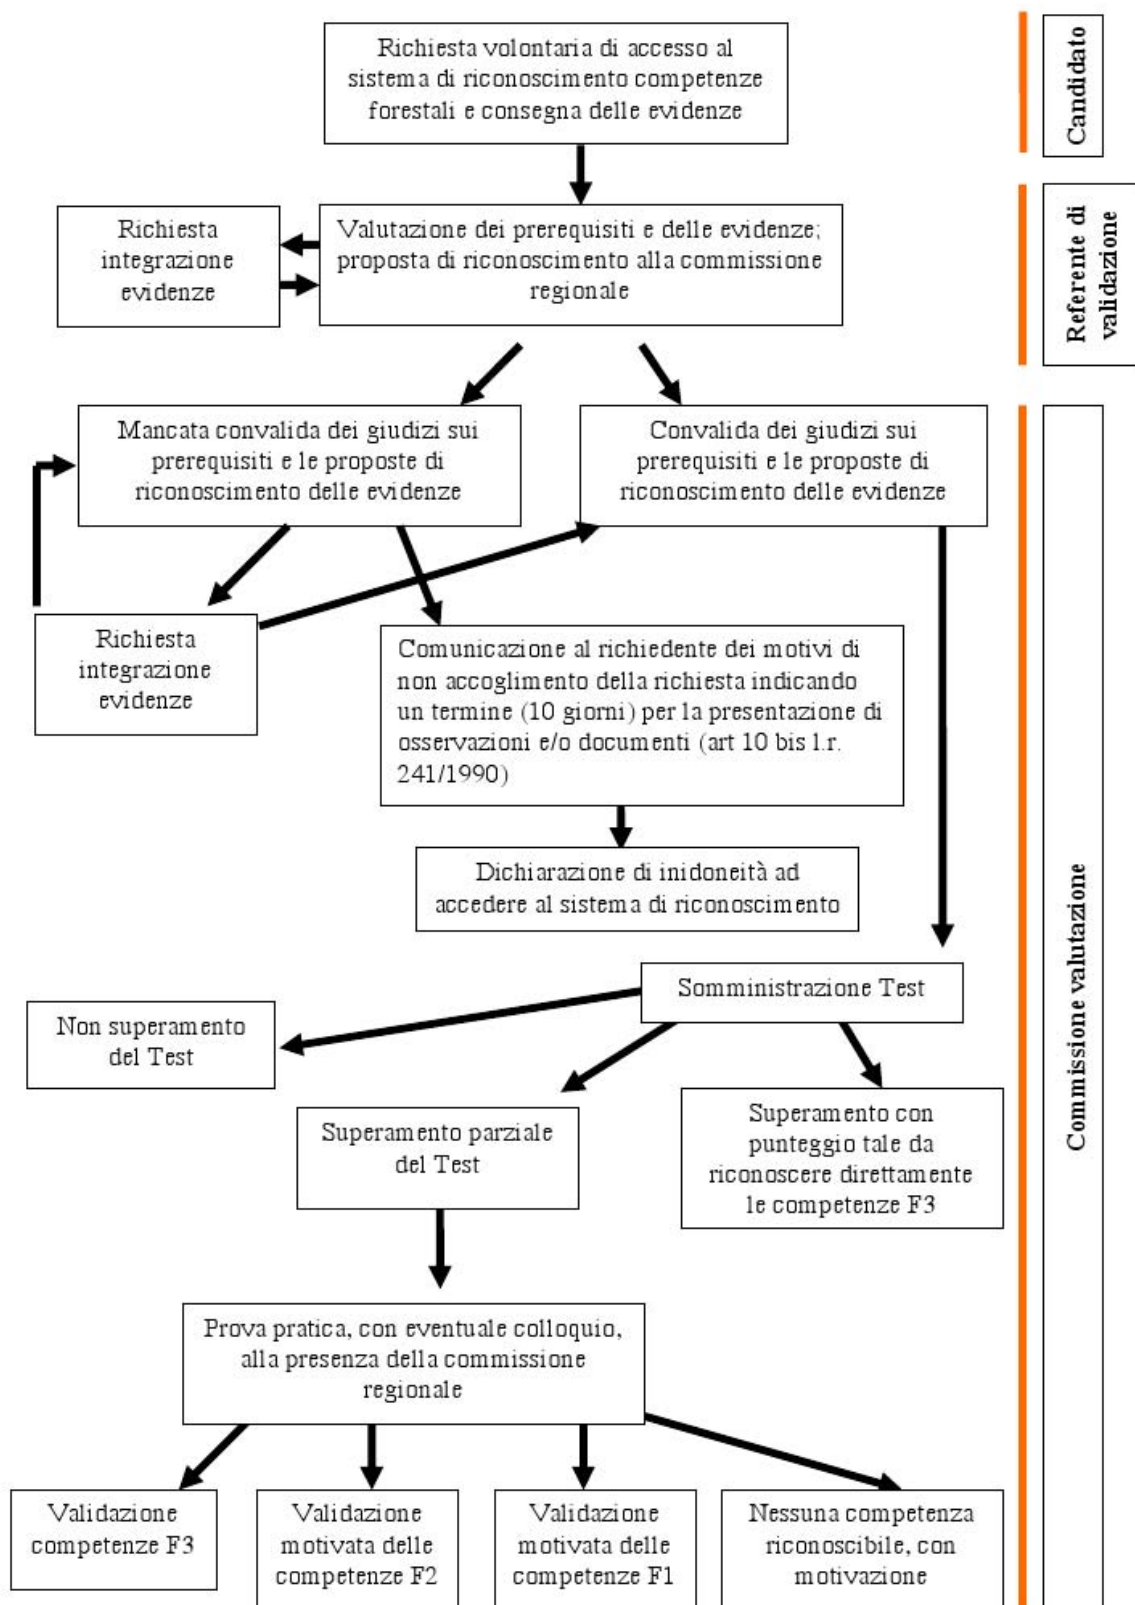 Richiesta volontaria di accesso al
sistema di riconoscimento competenze
forestali e consegna delle evidenze
Candidato
Richiesta
integrazione
evidenze
Valutazione dei prerequisiti e delle evidenze;
proposta di riconoscimento alla commissione
regionale
Referente di
validazione
Mancata convalida dei giudizi sui
prerequisiti e le proposte di
riconoscimento delle evidenze
Convalida dei giudizi sui
prerequisiti e le proposte di
riconoscimento delle evidenze
Richiesta
integrazione
evidenze
Comunicazione al richiedente dei motivi di
non accoglimento della richiesta indicando
un termine (10 giorni) per la presentazione di
osservazioni e/o documenti (art 10 bis l.r.
241/1990)
Dichiarazione di inidoneità ad
accedere al sistema di riconoscimento
Commissione valutazione
Somministrazione Test
Non superamento
del Test
Superamento parziale
del Test
Superamento con
punteggio tale da
riconoscere direttamente
le competenze F3
Prova pratica, con eventuale colloquio,
alla presenza della commissione
regionale
Validazione
competenze F3
Validazione
motivata delle
competenze F2
Validazione
motivata delle
competenze F1
Nessuna competenza
riconoscibile, con
motivazione